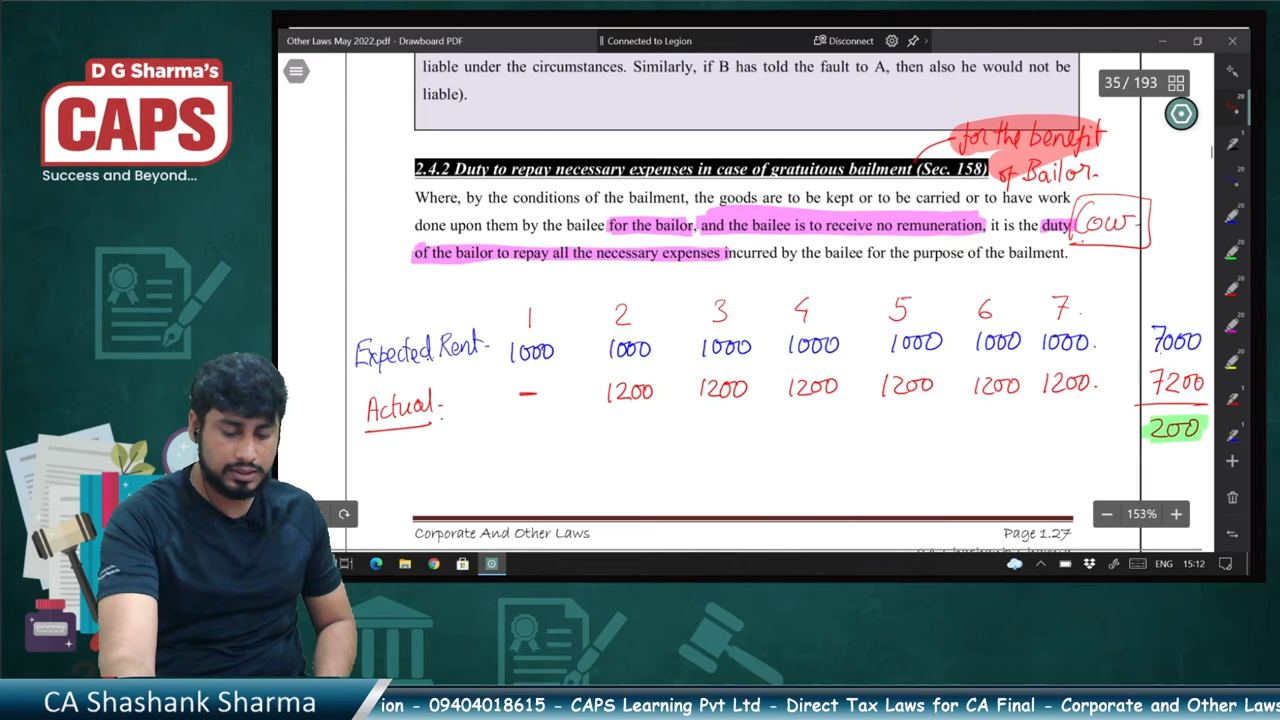 Other Laws May 2022.pdf - Drawboard PDF
Connected to Legion
Disconnect
D G Sharma's
CAPS
Success and Beyond...
liable under the circumstances. Similarly, if B has told the fault to A, then also he would not be
liable).
35 / 193
for the benefit
of Bailor.
2.4.2 Duty to repay necessary expenses in case of gratuitous bailment (Sec. 158)
Where, by the conditions of the bailment, the goods are to be kept or to be carried or to have work
done upon them by the bailee for the bailor, and the bailee is to receive no remuneration, it is the duty
Cow
of the bailor to repay all the necessary expenses incurred by the bailee for the purpose of the bailment.
1 2 3 4 5 6 7.
Expected Rent- 1000 1000 1000 1000 1000 1000 1000. 7000
Actual- - 1200 1200 1200 1200 1200 1200. 7200
200
153%
Corporate And Other Laws Page 1.27
ENG 15:12
CA Shashank Sharma
ion - 09404018615 - CAPS Learning Pvt Ltd - Direct Tax Laws for CA Final - Corporate and Other Laws